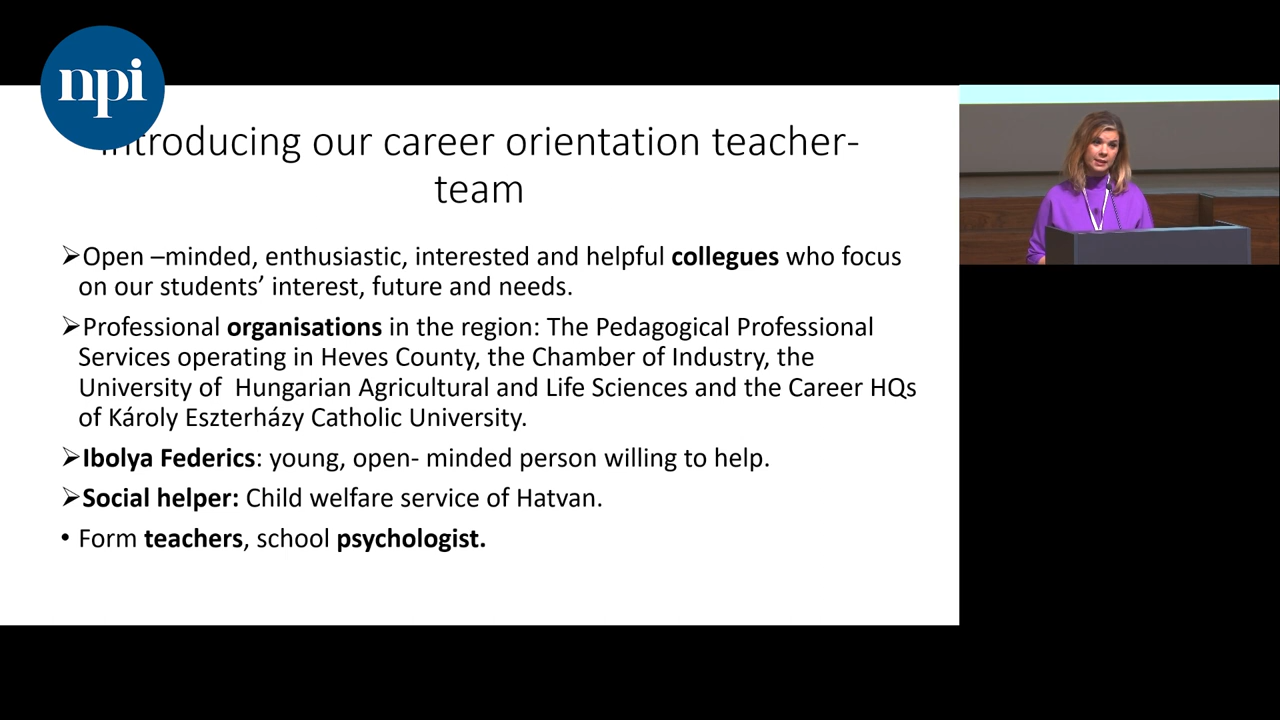 npi
Introducing our career orientation teacher-
team
➢Open –minded, enthusiastic, interested and helpful collegues who focus
on our students’ interest, future and needs.
➢Professional organisations in the region: The Pedagogical Professional
Services operating in Heves County, the Chamber of Industry, the
University of  Hungarian Agricultural and Life Sciences and the Career HQs
of Károly Eszterházy Catholic University.
➢Ibolya Federics: young, open- minded person willing to help.
➢Social helper: Child welfare service of Hatvan.
• Form teachers, school psychologist.